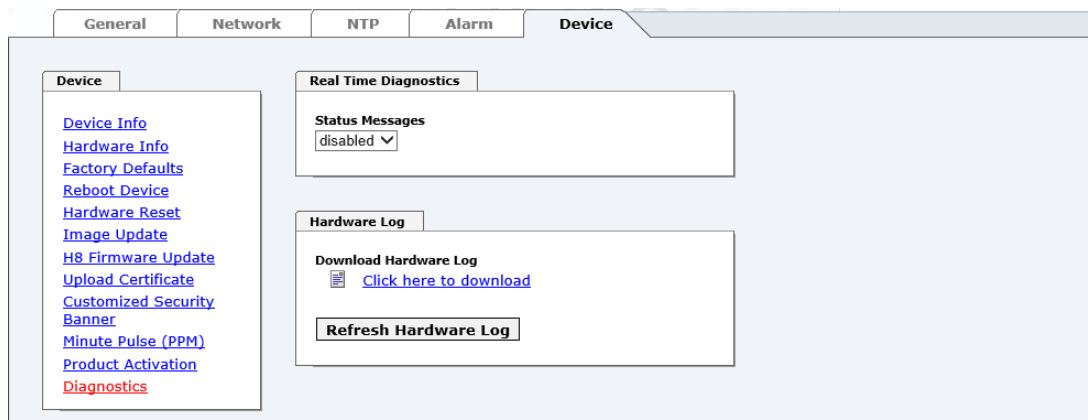 General Network NTP Alarm Device
Device
Device Info
Hardware Info
Factory Defaults
Reboot Device
Hardware Reset
Image Update
H8 Firmware Update
Upload Certificate
Customized Security
Banner
Minute Pulse (PPM)
Product Activation
Diagnostics
Real Time Diagnostics
Status Messages
disabled
Hardware Log
Download Hardware Log
Click here to download
Refresh Hardware Log